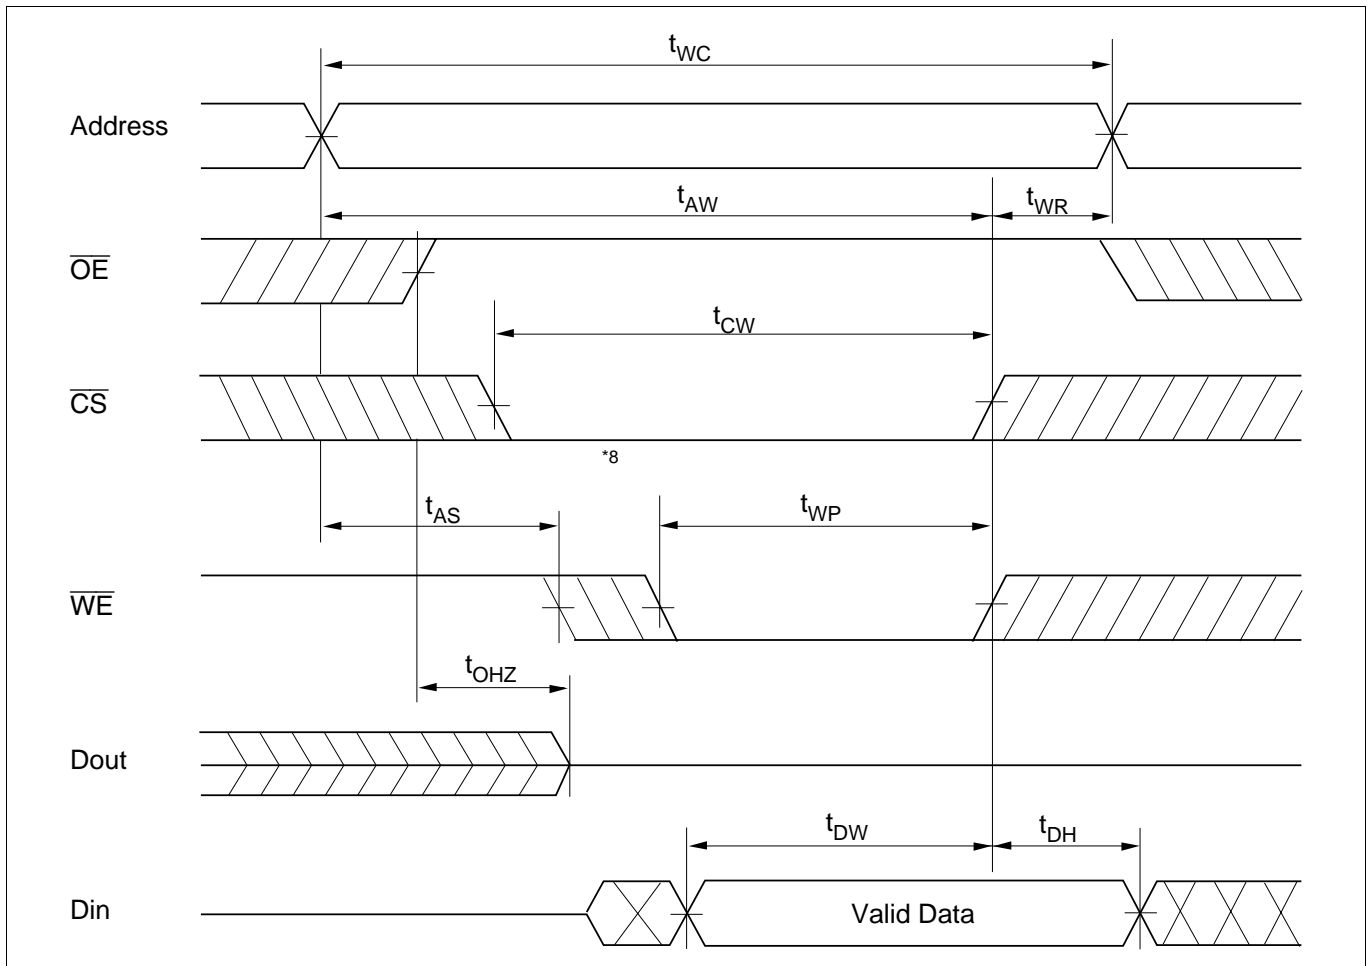 tWC
Address
tAW
tWR
OE
tCW
CS
*8
tAS
tWP
WE
tOHZ
Dout
tDW
tDH
Din
Valid Data